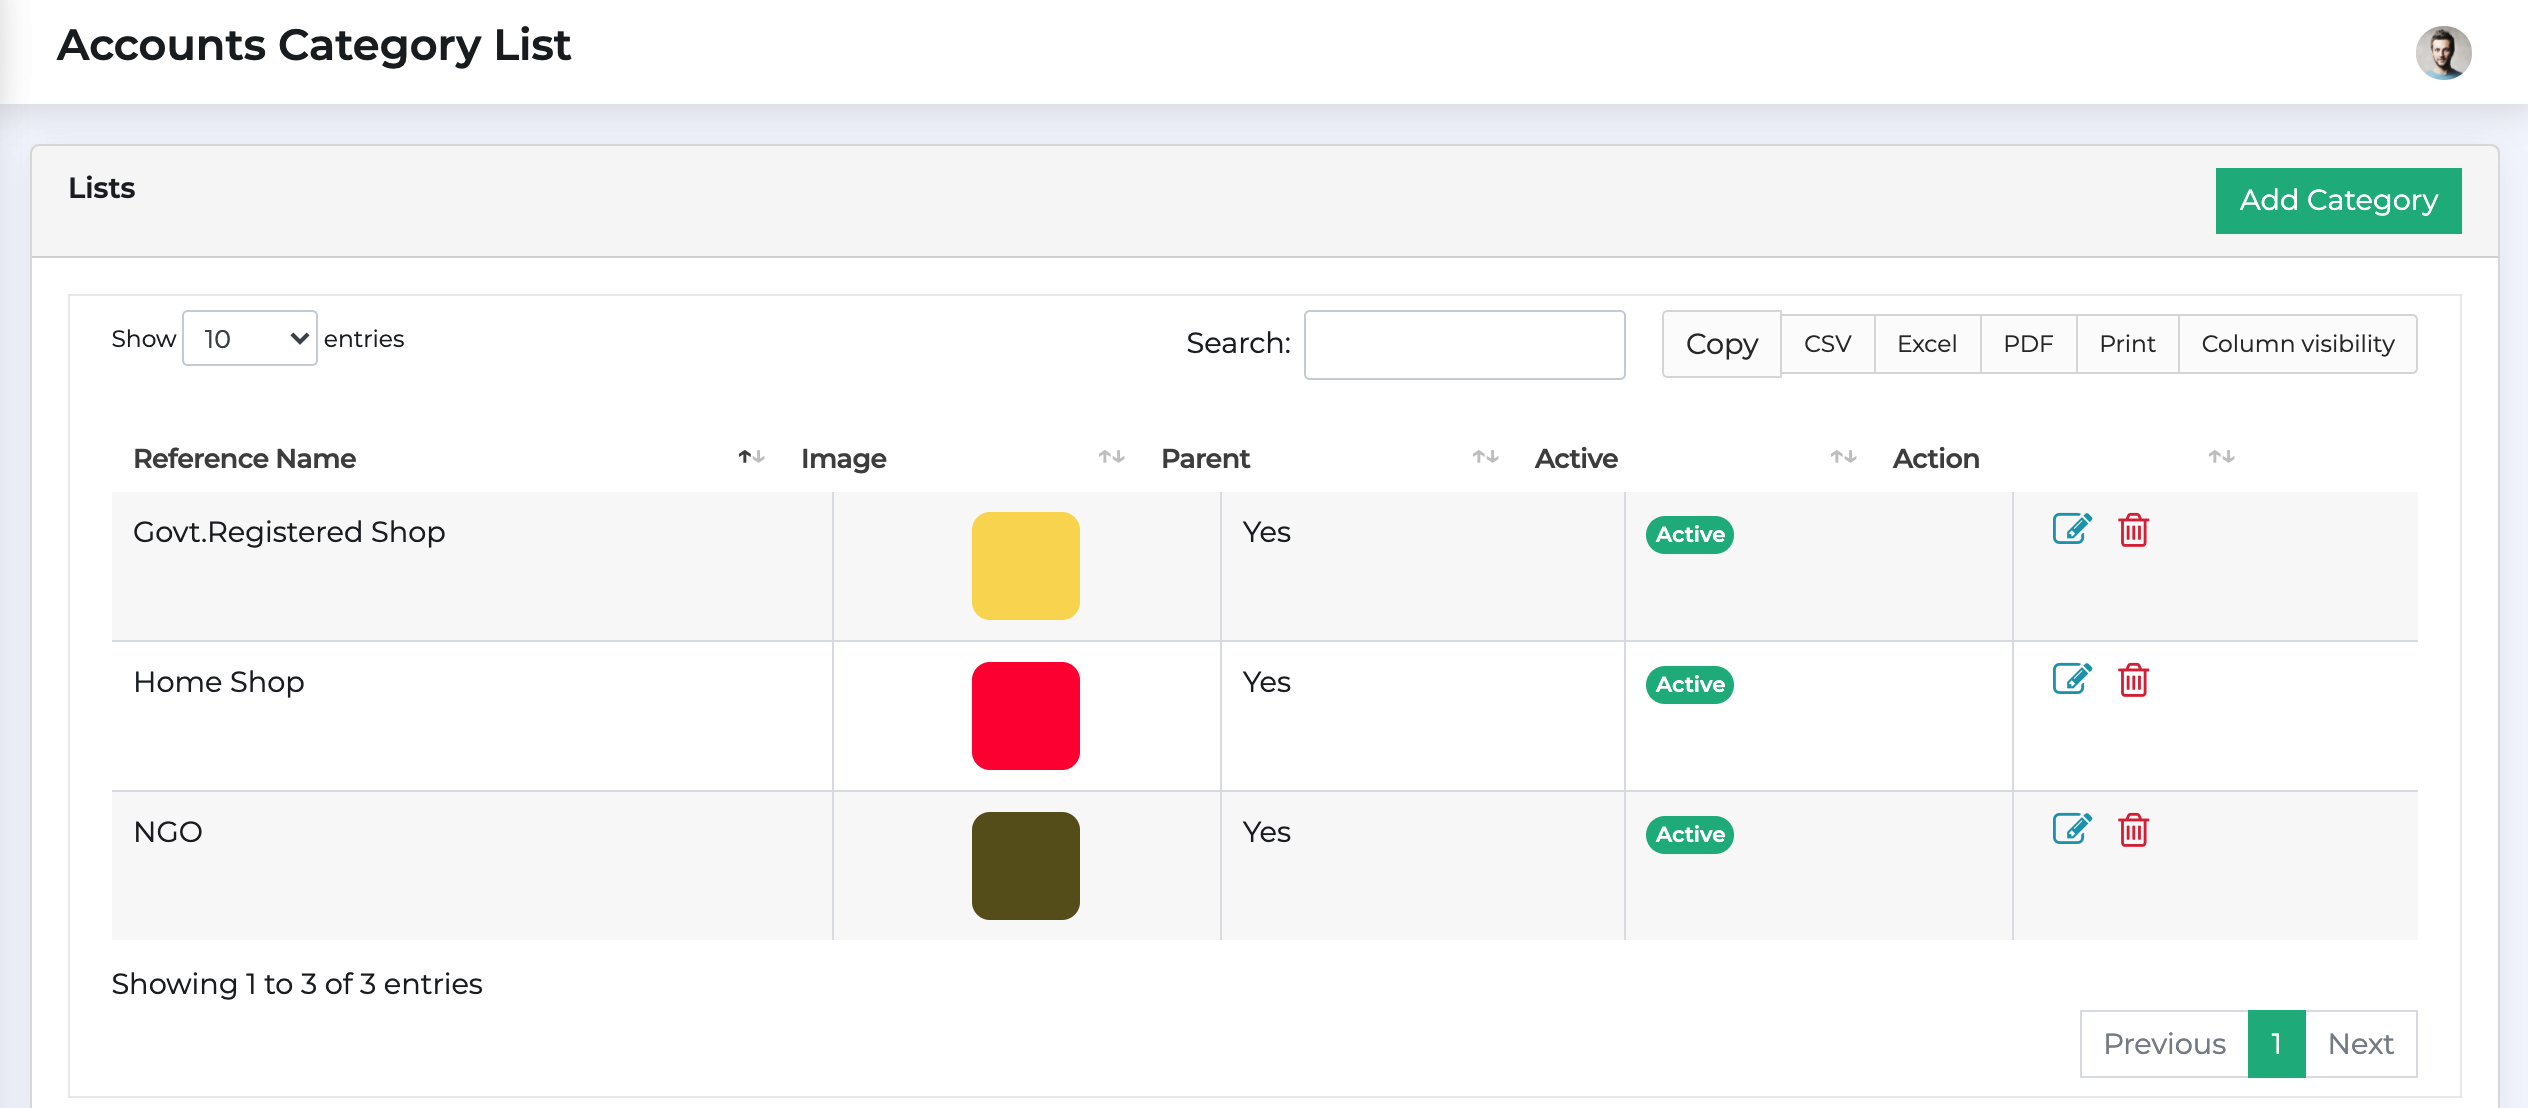 Accounts Category List
Lists
Add Category
Show 10 entries
Search:
Copy CSV Excel PDF Print Column visibility
Reference Name Image Parent Active Action
Govt.Registered Shop Yes Active
Home Shop Yes Active
NGO Yes Active
Showing 1 to 3 of 3 entries
Previous 1 Next